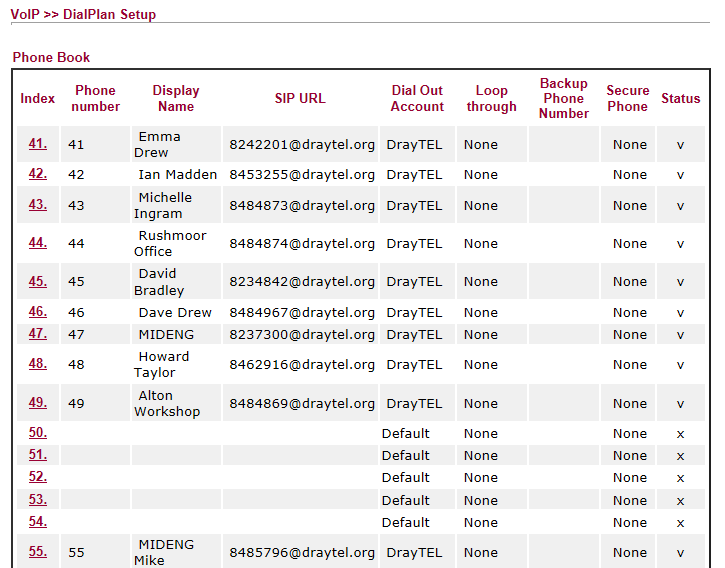 VoIP >> DialPlan Setup
Phone Book
Index Phone number Display Name SIP URL Dial Out Account Loop through Backup Phone Number Secure Phone Status
41. 41 Emma Drew 8242201@draytel.org DrayTEL None None v
42. 42 Ian Madden 8453255@draytel.org DrayTEL None None v
43. 43 Michelle Ingram 8484873@draytel.org DrayTEL None None v
44. 44 Rushmoor Office 8484874@draytel.org DrayTEL None None v
45. 45 David Bradley 8234842@draytel.org DrayTEL None None v
46. 46 Dave Drew 8484967@draytel.org DrayTEL None None v
47. 47 MIDENG 8237300@draytel.org DrayTEL None None v
48. 48 Howard Taylor 8462916@draytel.org DrayTEL None None v
49. 49 Alton Workshop 8484869@draytel.org DrayTEL None None v
50. Default None None x
51. Default None None x
52. Default None None x
53. Default None None x
54. Default None None x
55. 55 MIDENG Mike 8485796@draytel.org DrayTEL None None v